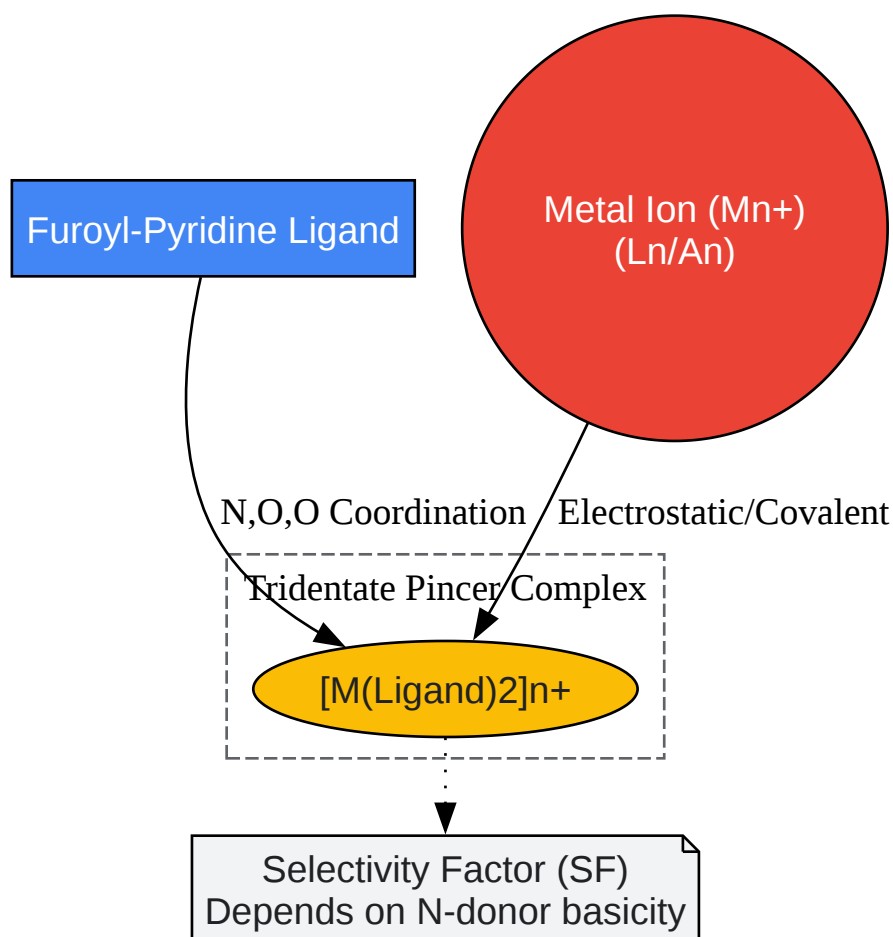 Furoyl-Pyridine Ligand
Metal Ion (Mn+)
(Ln/An)
N,O,O Coordination
Electrostatic/Covalent
Tridentate Pincer Complex
[M(Ligand)2]n+
Selectivity Factor (SF)
Depends on N-donor basicity